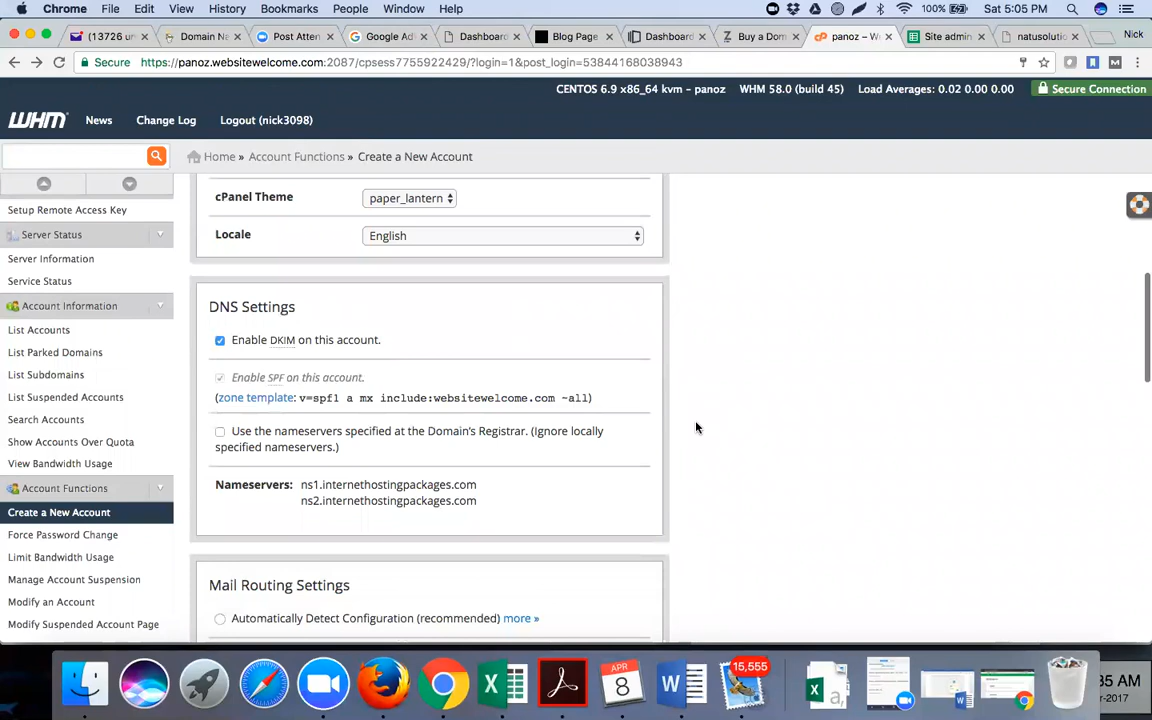 Chrome File Edit View History Bookmarks People Window Help 100% Sat 5:05 PM
(13726 un Domain Na Post Atten Google Ad Dashboard Blog Page Dashboard Buy a Dom panoz – W Site admin natusolutio Nick
Secure https://panoz.websitewelcome.com:2087/cpsess7755922429/?login=1&post_login=53844168038943
CENTOS 6.9 x86_64 kvm - panoz WHM 58.0 (build 45) Load Averages: 0.02 0.00 0.00 Secure Connection
WHM News Change Log Logout (nick3098)
Home » Account Functions » Create a New Account
Setup Remote Access Key
Server Status
Server Information
Service Status
Account Information
List Accounts
List Parked Domains
List Subdomains
List Suspended Accounts
Search Accounts
Show Accounts Over Quota
View Bandwidth Usage
Account Functions
Create a New Account
Force Password Change
Limit Bandwidth Usage
Manage Account Suspension
Modify an Account
Modify Suspended Account Page
cPanel Theme paper_lantern
Locale English
DNS Settings
Enable DKIM on this account.
Enable SPF on this account.
(zone template: v=spf1 a mx include:websitewelcome.com ~all)
Use the nameservers specified at the Domain's Registrar. (Ignore locally
specified nameservers.)
Nameservers: ns1.internethostingpackages.com
ns2.internethostingpackages.com
Mail Routing Settings
Automatically Detect Configuration (recommended) more »
APR
8
15,555
35 AM
r-2017